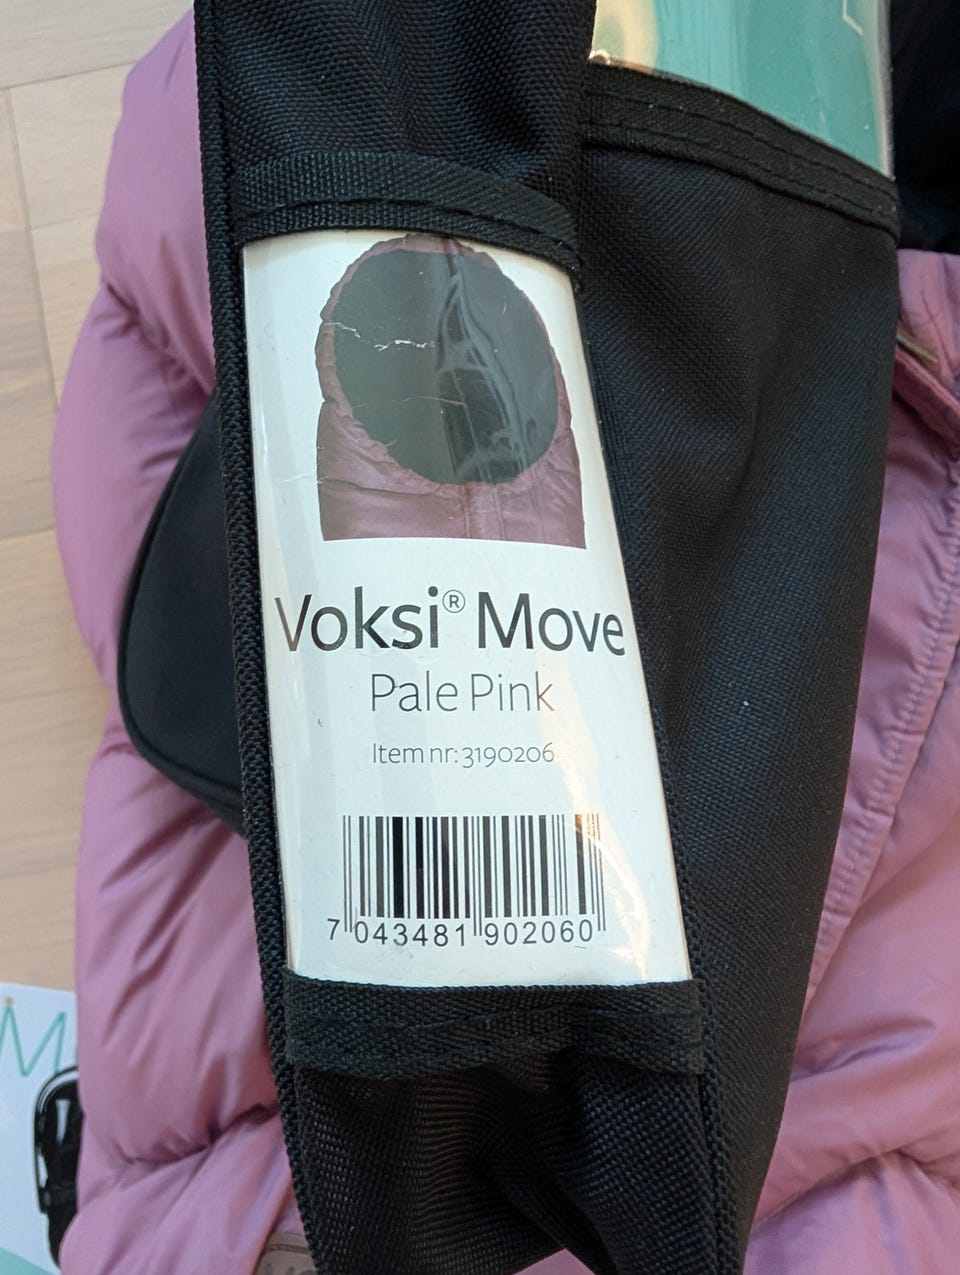 Voksi® Move
Pale Pink
Item nr: 3190206
7 043481 902060
M